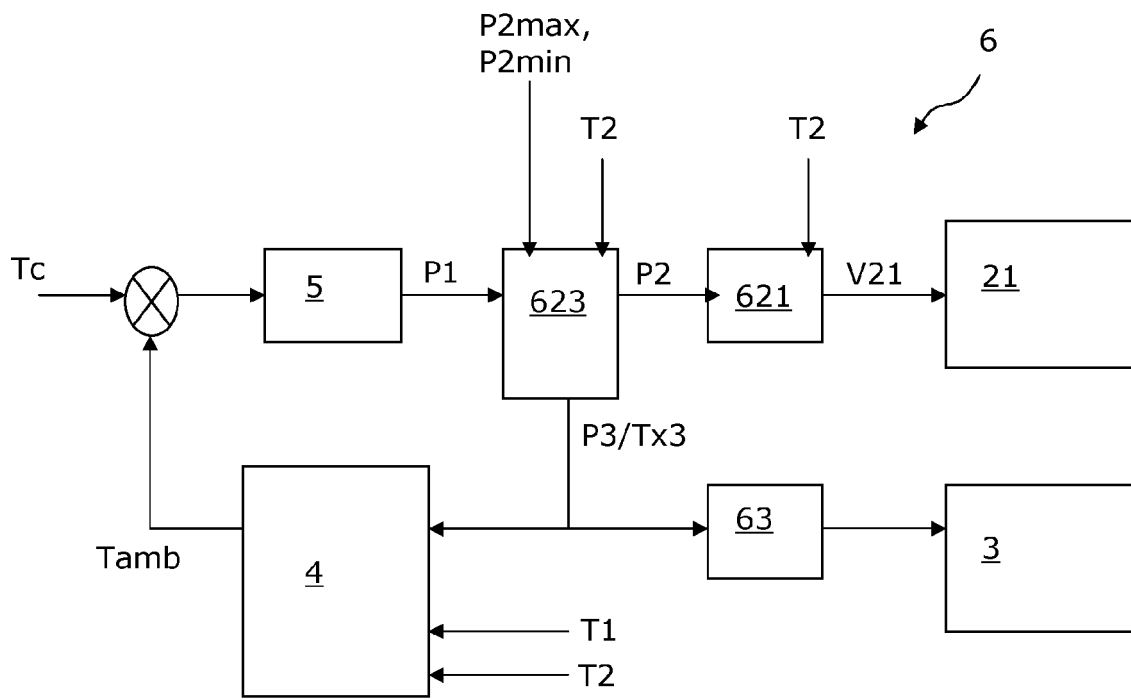 P2max,
P2min
6
T2
T2
Tc
5
P1
623
P2
621
V21
21
P3/Tx3
Tamb
4
63
3
T1
T2